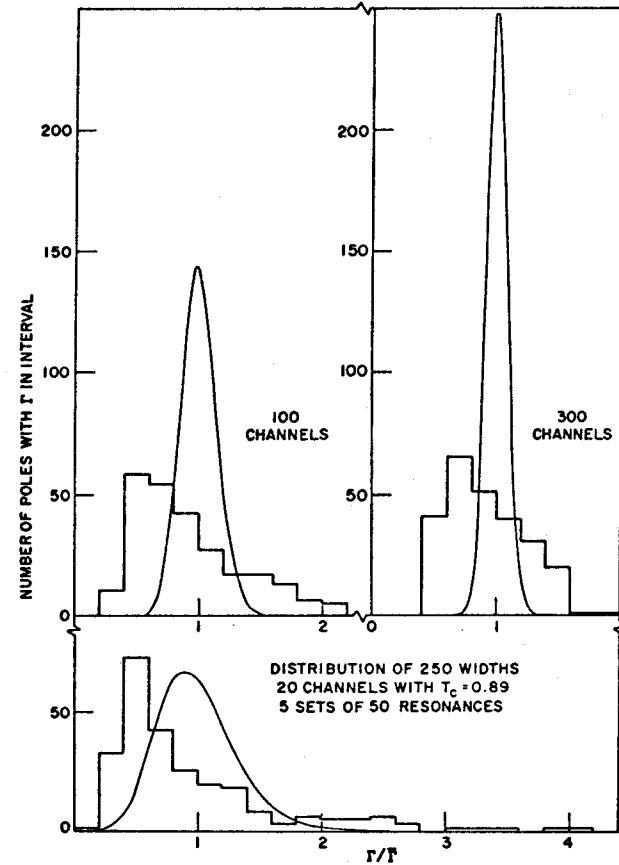 200
150
100
50
0
100
CHANNELS
300
CHANNELS
1
2
0
1
NUMBER OF POLES WITH Γ IN INTERVAL
DISTRIBUTION OF 250 WIDTHS
20 CHANNELS WITH T_c = 0.89
5 SETS OF 50 RESONANCES
50
0
1
2
3
4
Γ/Γ̄